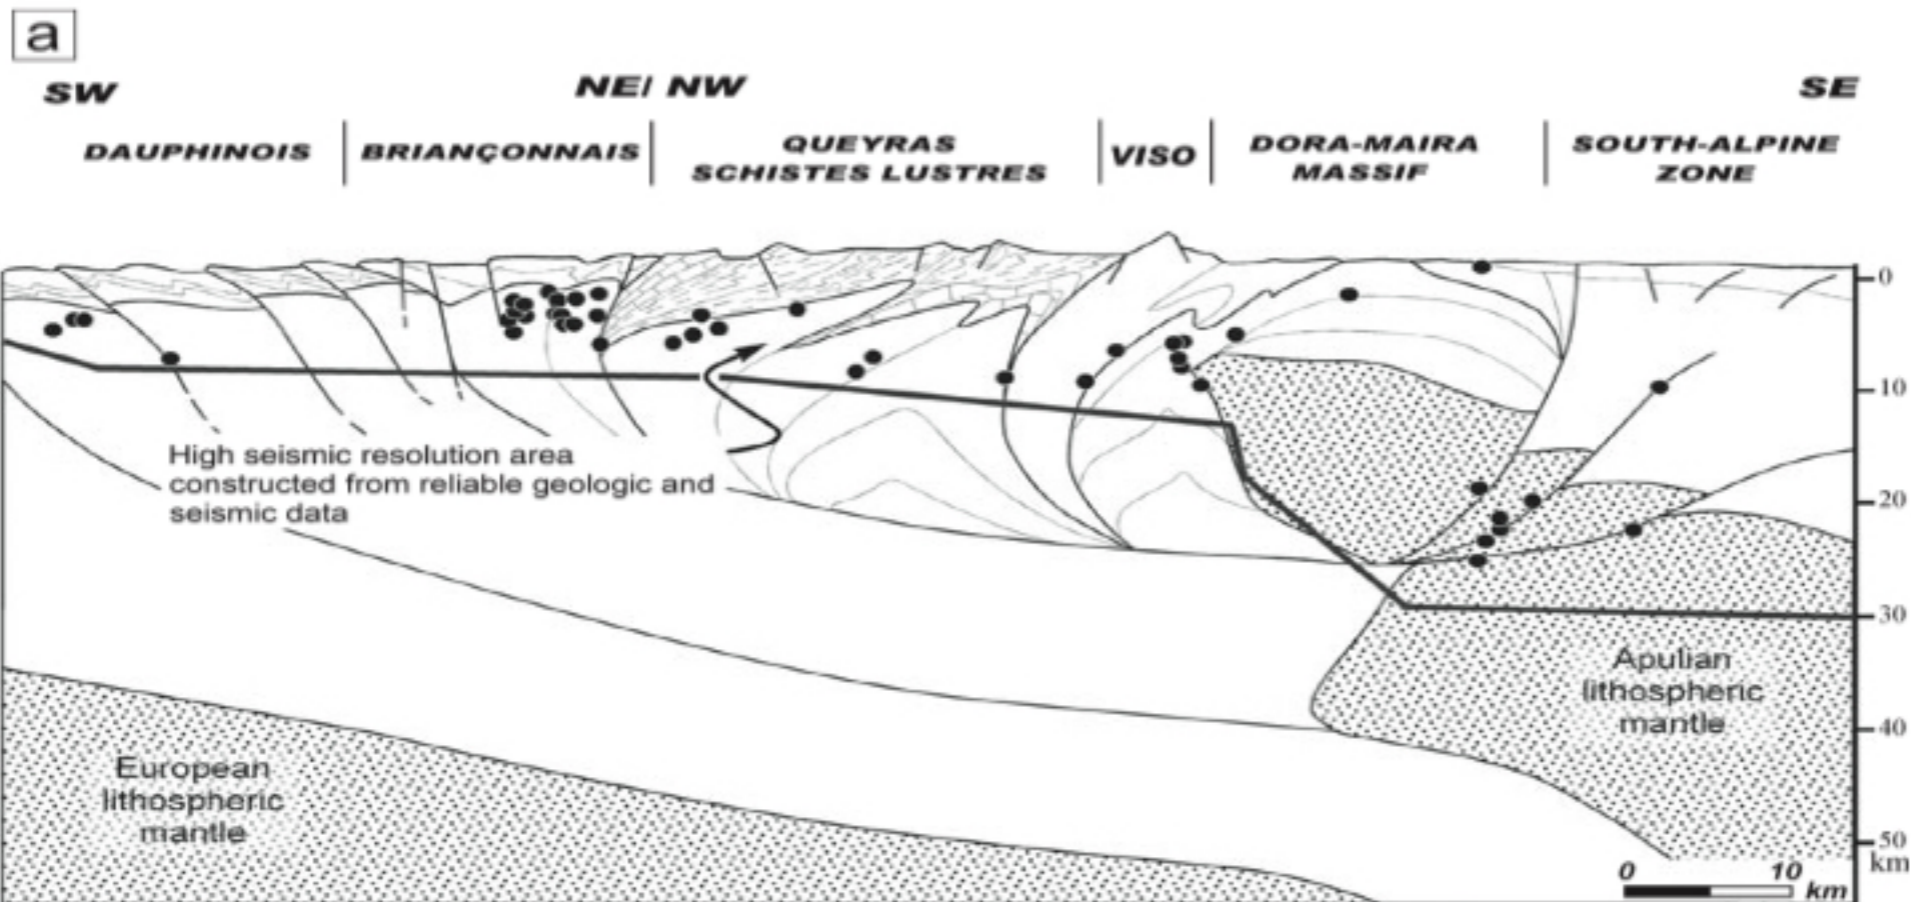 a
SW NE/ NW SE
DAUPHINOIS BRIANÇONNAIS QUEYRAS SCHISTES LUSTRES VISO DORA-MAIRA MASSIF SOUTH-ALPINE ZONE
0
10
High seismic resolution area
constructed from reliable geologic and
seismic data
20
30
Apulian
lithospheric
mantle
40
European
lithospheric
mantle
50
km
0 10
km